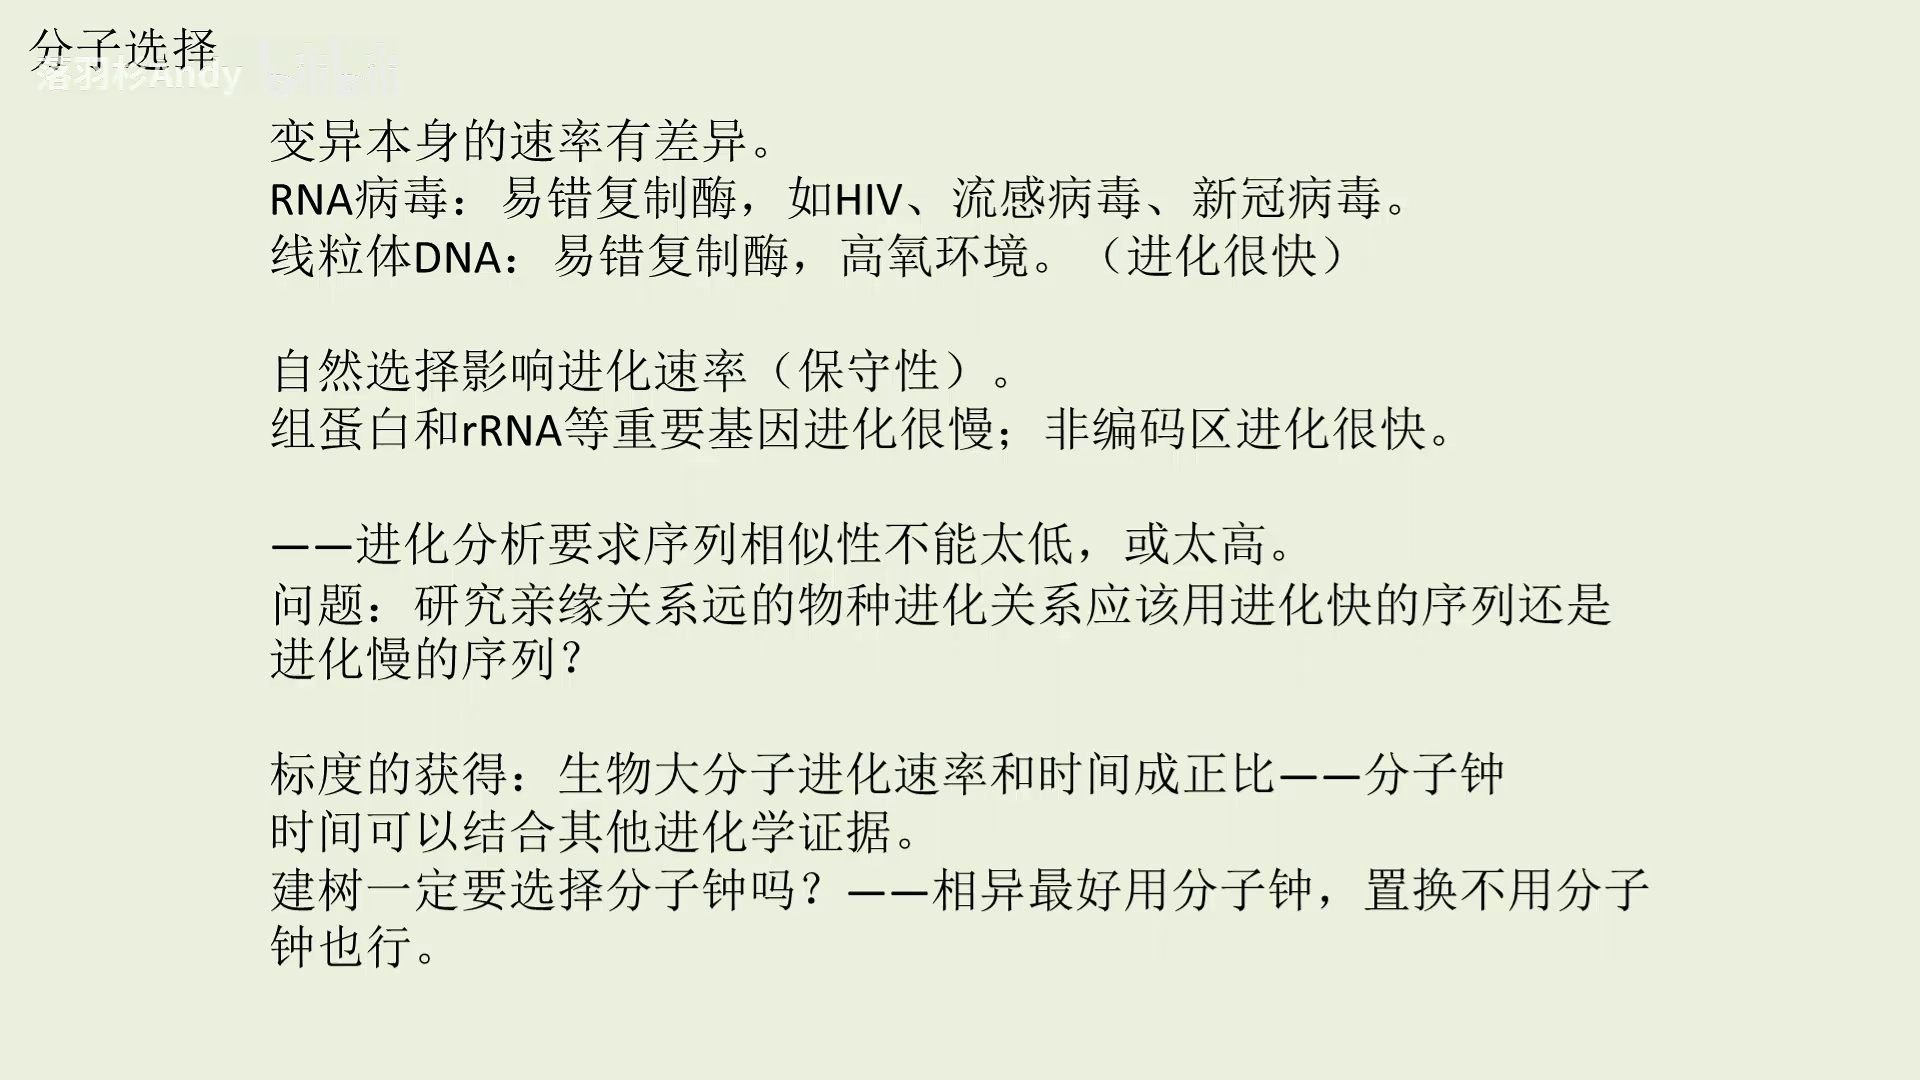 分子选择
落羽杉Andy bilibili
变异本身的速率有差异。
RNA病毒：易错复制酶，如HIV、流感病毒、新冠病毒。
线粒体DNA：易错复制酶，高氧环境。（进化很快）
自然选择影响进化速率（保守性）。
组蛋白和rRNA等重要基因进化很慢；非编码区进化很快。
——进化分析要求序列相似性不能太低，或太高。
问题：研究亲缘关系远的物种进化关系应该用进化快的序列还是
进化慢的序列？
标度的获得：生物大分子进化速率和时间成正比——分子钟
时间可以结合其他进化学证据。
建树一定要选择分子钟吗？——相异最好用分子钟，置换不用分子
钟也行。